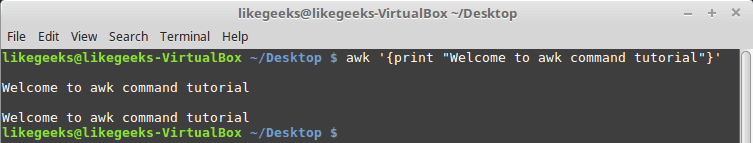 likegeeks@likegeeks-VirtualBox ~/Desktop
File Edit View Search Terminal Help
likegeeks@likegeeks-VirtualBox ~/Desktop $ awk '{print "Welcome to awk command tutorial"}'
Welcome to awk command tutorial
Welcome to awk command tutorial
likegeeks@likegeeks-VirtualBox ~/Desktop $